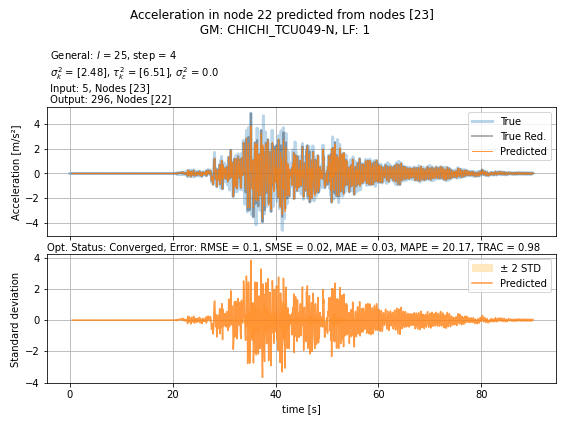 Acceleration in node 22 predicted from nodes [23]
GM: CHICHI_TCU049-N, LF: 1
General: l = 25, step = 4
σ²ₖ = [2.48], τ²ₖ = [6.51], σ²ε = 0.0
Input: 5, Nodes [23]
Output: 296, Nodes [22]
Acceleration [m/s²]
4
2
0
−2
−4
True
True Red.
Predicted
Opt. Status: Converged, Error: RMSE = 0.1, SMSE = 0.02, MAE = 0.03, MAPE = 20.17, TRAC = 0.98
Standard deviation
4
2
0
−2
−4
± 2 STD
Predicted
0 20 40 60 80
time [s]